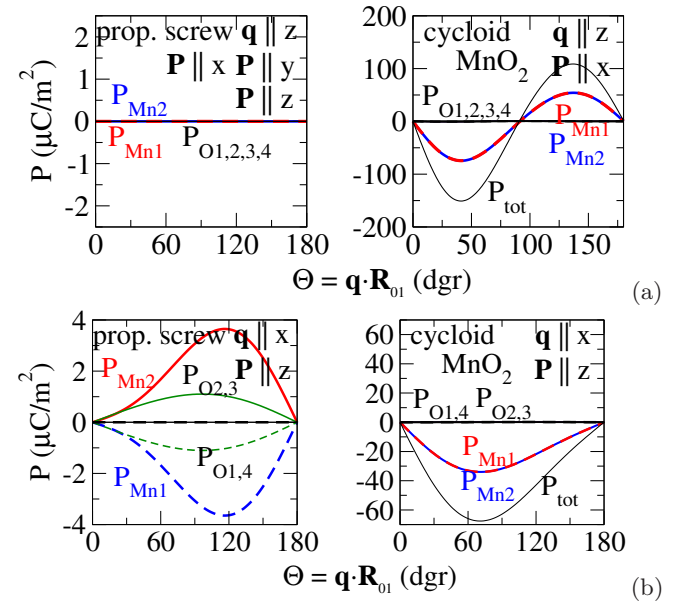 prop. screw q || z
P || x P || y
P || z
P_Mn2
P_Mn1
P_O1,2,3,4
P (μC/m²)
2
1
0
-1
-2
0 60 120 180
cycloid q || z
MnO₂ P || x
P_O1,2,3,4
P_Mn1
P_Mn2
P_tot
200
100
0
-100
-200
0 50 100 150
Θ = q·R₀₁ (dgr)
(a)
prop. screw q || x
P || z
P_Mn2
P_O2,3
P_O1,4
P_Mn1
P (μC/m²)
4
2
0
-2
-4
0 60 120 180
cycloid q || x
MnO₂ P || z
P_O1,4 P_O2,3
P_Mn1
P_Mn2
P_tot
60
40
20
0
-20
-40
-60
0 60 120 180
Θ = q·R₀₁ (dgr)
(b)